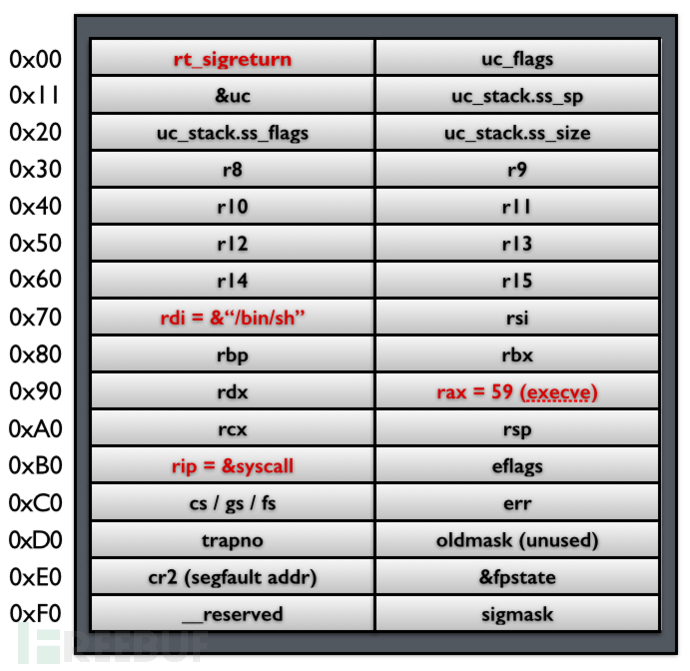 0x00 rt_sigreturn uc_flags
0x11 &uc uc_stack.ss_sp
0x20 uc_stack.ss_flags uc_stack.ss_size
0x30 r8 r9
0x40 r10 r11
0x50 r12 r13
0x60 r14 r15
0x70 rdi = &“/bin/sh” rsi
0x80 rbp rbx
0x90 rdx rax = 59 (execve)
0xA0 rcx rsp
0xB0 rip = &syscall eflags
0xC0 cs / gs / fs err
0xD0 trapno oldmask (unused)
0xE0 cr2 (segfault addr) &fpstate
0xF0 __reserved sigmask
FREEBUF